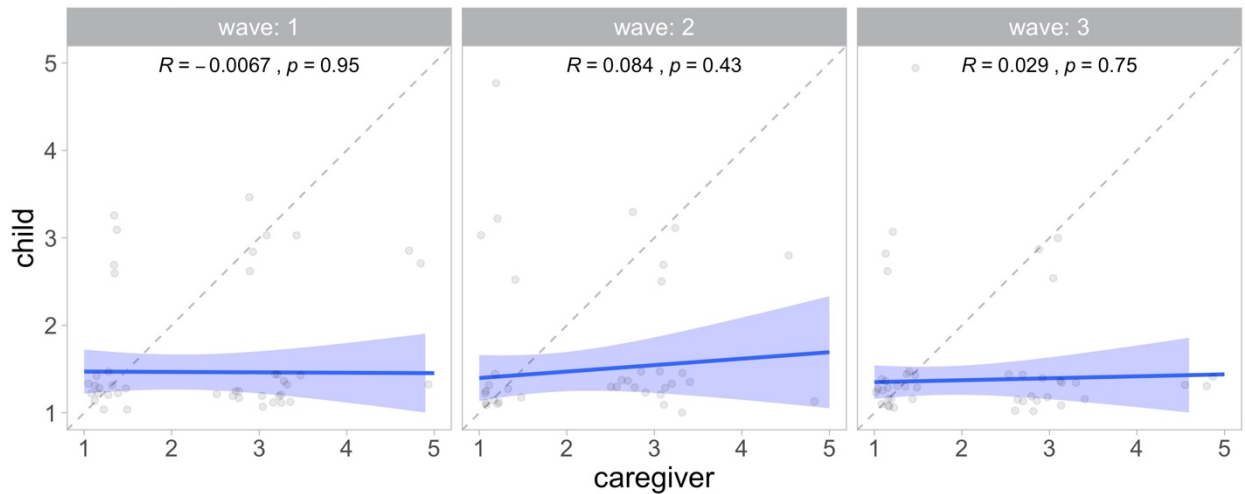 wave: 1
wave: 2
wave: 3
R = −0.0067 , p = 0.95
R = 0.084 , p = 0.43
R = 0.029 , p = 0.75
5
4
3
2
1
child
1 2 3 4 5
1 2 3 4 5
1 2 3 4 5
caregiver